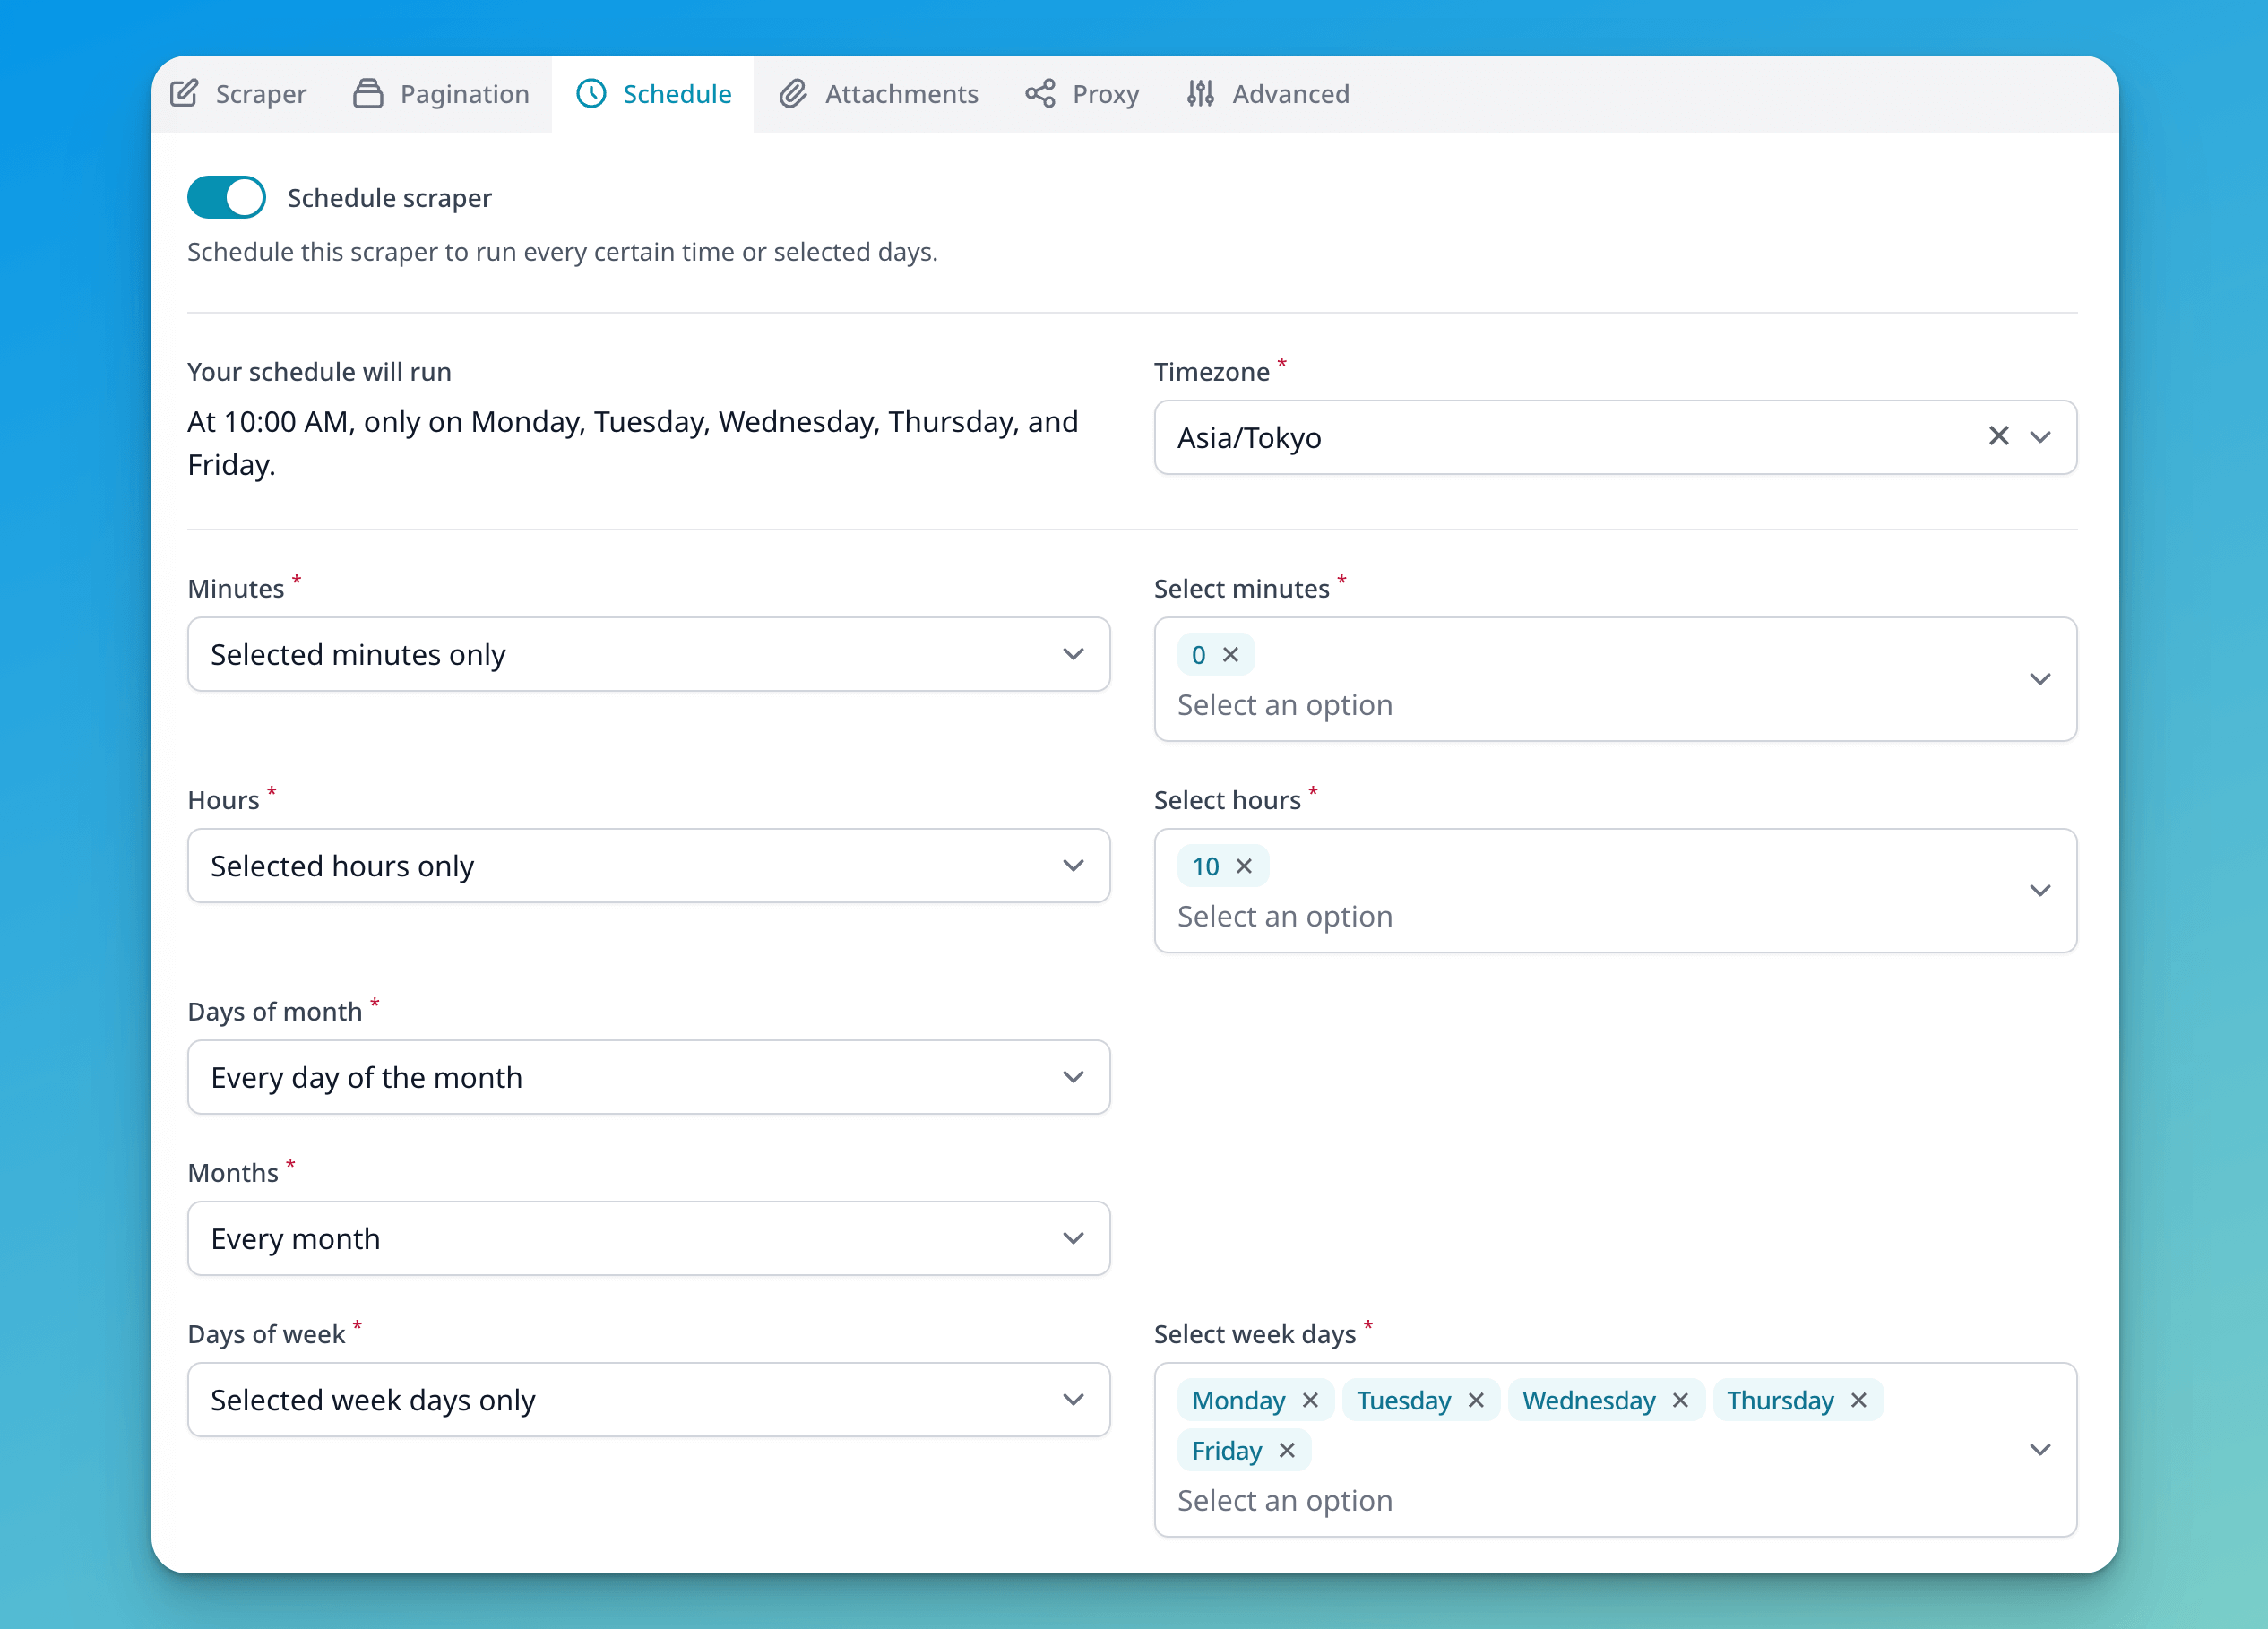 Scraper Pagination Schedule Attachments Proxy Advanced
Schedule scraper
Schedule this scraper to run every certain time or selected days.
Your schedule will run
At 10:00 AM, only on Monday, Tuesday, Wednesday, Thursday, and
Friday.
Timezone *
Asia/Tokyo
Minutes *
Selected minutes only
Select minutes *
0
Select an option
Hours *
Selected hours only
Select hours *
10
Select an option
Days of month *
Every day of the month
Months *
Every month
Days of week *
Selected week days only
Select week days *
Monday Tuesday Wednesday Thursday
Friday
Select an option